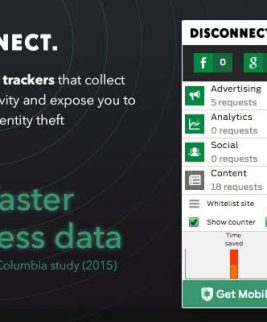 NECT.
trackers that collect
vity and expose you to
entity theft
aster
ess data
Columbia study (2015)
DISCONNECT
f 0 g
Advertising
5 requests
Analytics
0 requests
Social
0 requests
Content
18 requests
Whitelist site
Show counter
Time
saved
Get Mobil